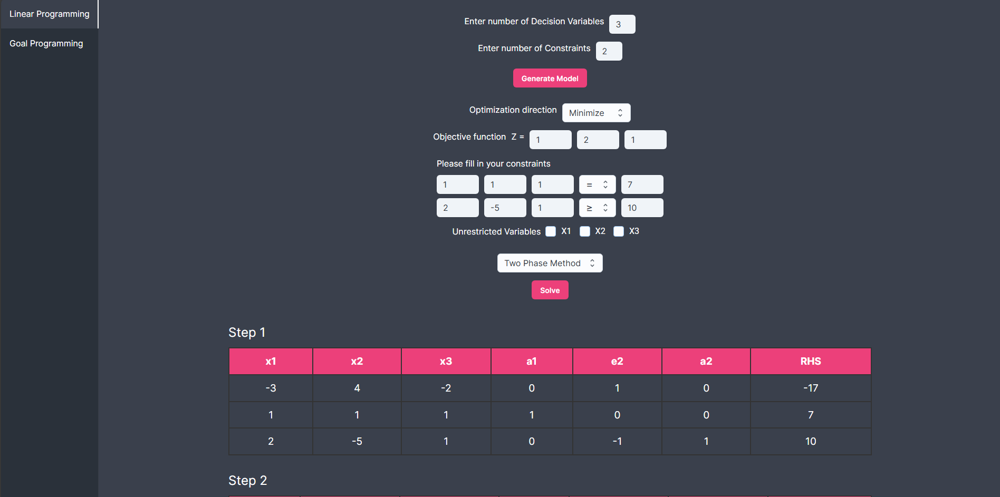 Linear Programming
Goal Programming
Enter number of Decision Variables 3
Enter number of Constraints 2
Generate Model
Optimization direction Minimize
Objective function Z = 1 2 1
Please fill in your constraints
1 1 1 = 7
2 -5 1 ≥ 10
Unrestricted Variables X1 X2 X3
Two Phase Method
Solve
Step 1
x1 x2 x3 a1 e2 a2 RHS
-3 4 -2 0 1 0 -17
1 1 1 1 0 0 7
2 -5 1 0 -1 1 10
Step 2